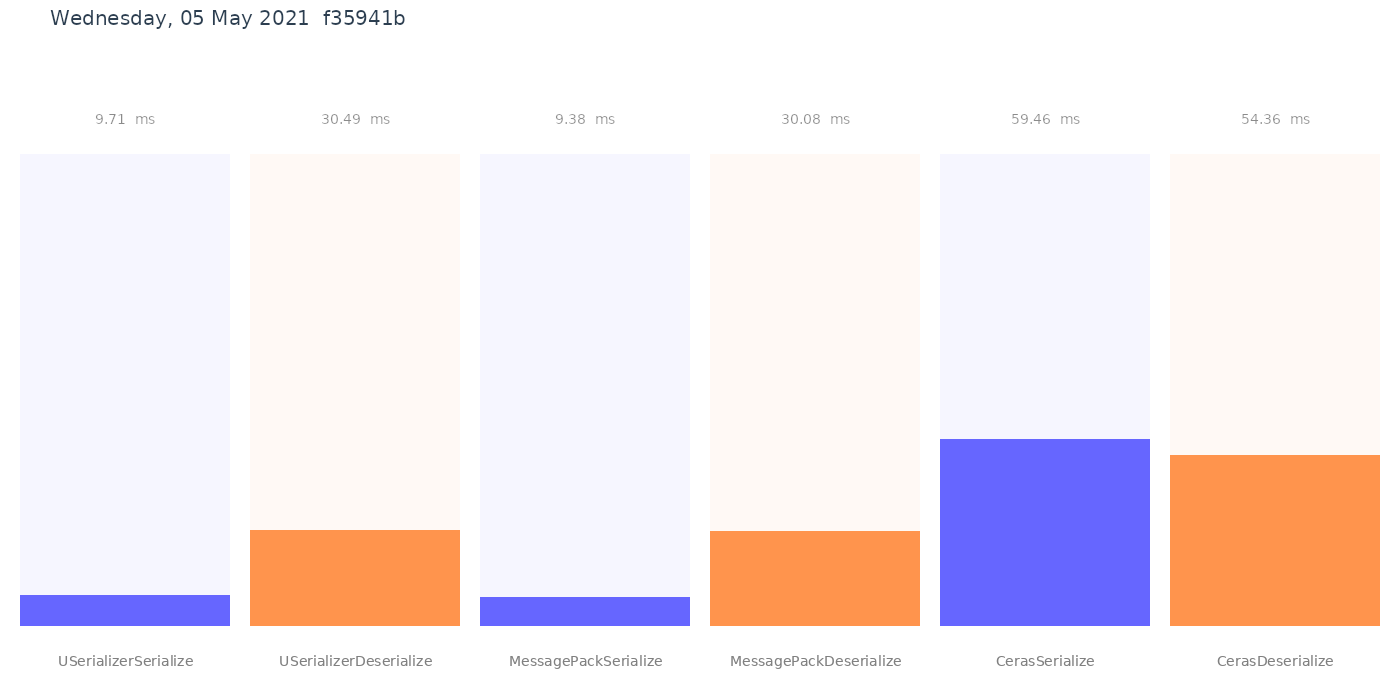 Wednesday, 05 May 2021 f35941b
9.71 ms 30.49 ms 9.38 ms 30.08 ms 59.46 ms 54.36 ms
USerializerSerialize USerializerDeserialize MessagePackSerialize MessagePackDeserialize CerasSerialize CerasDeserialize